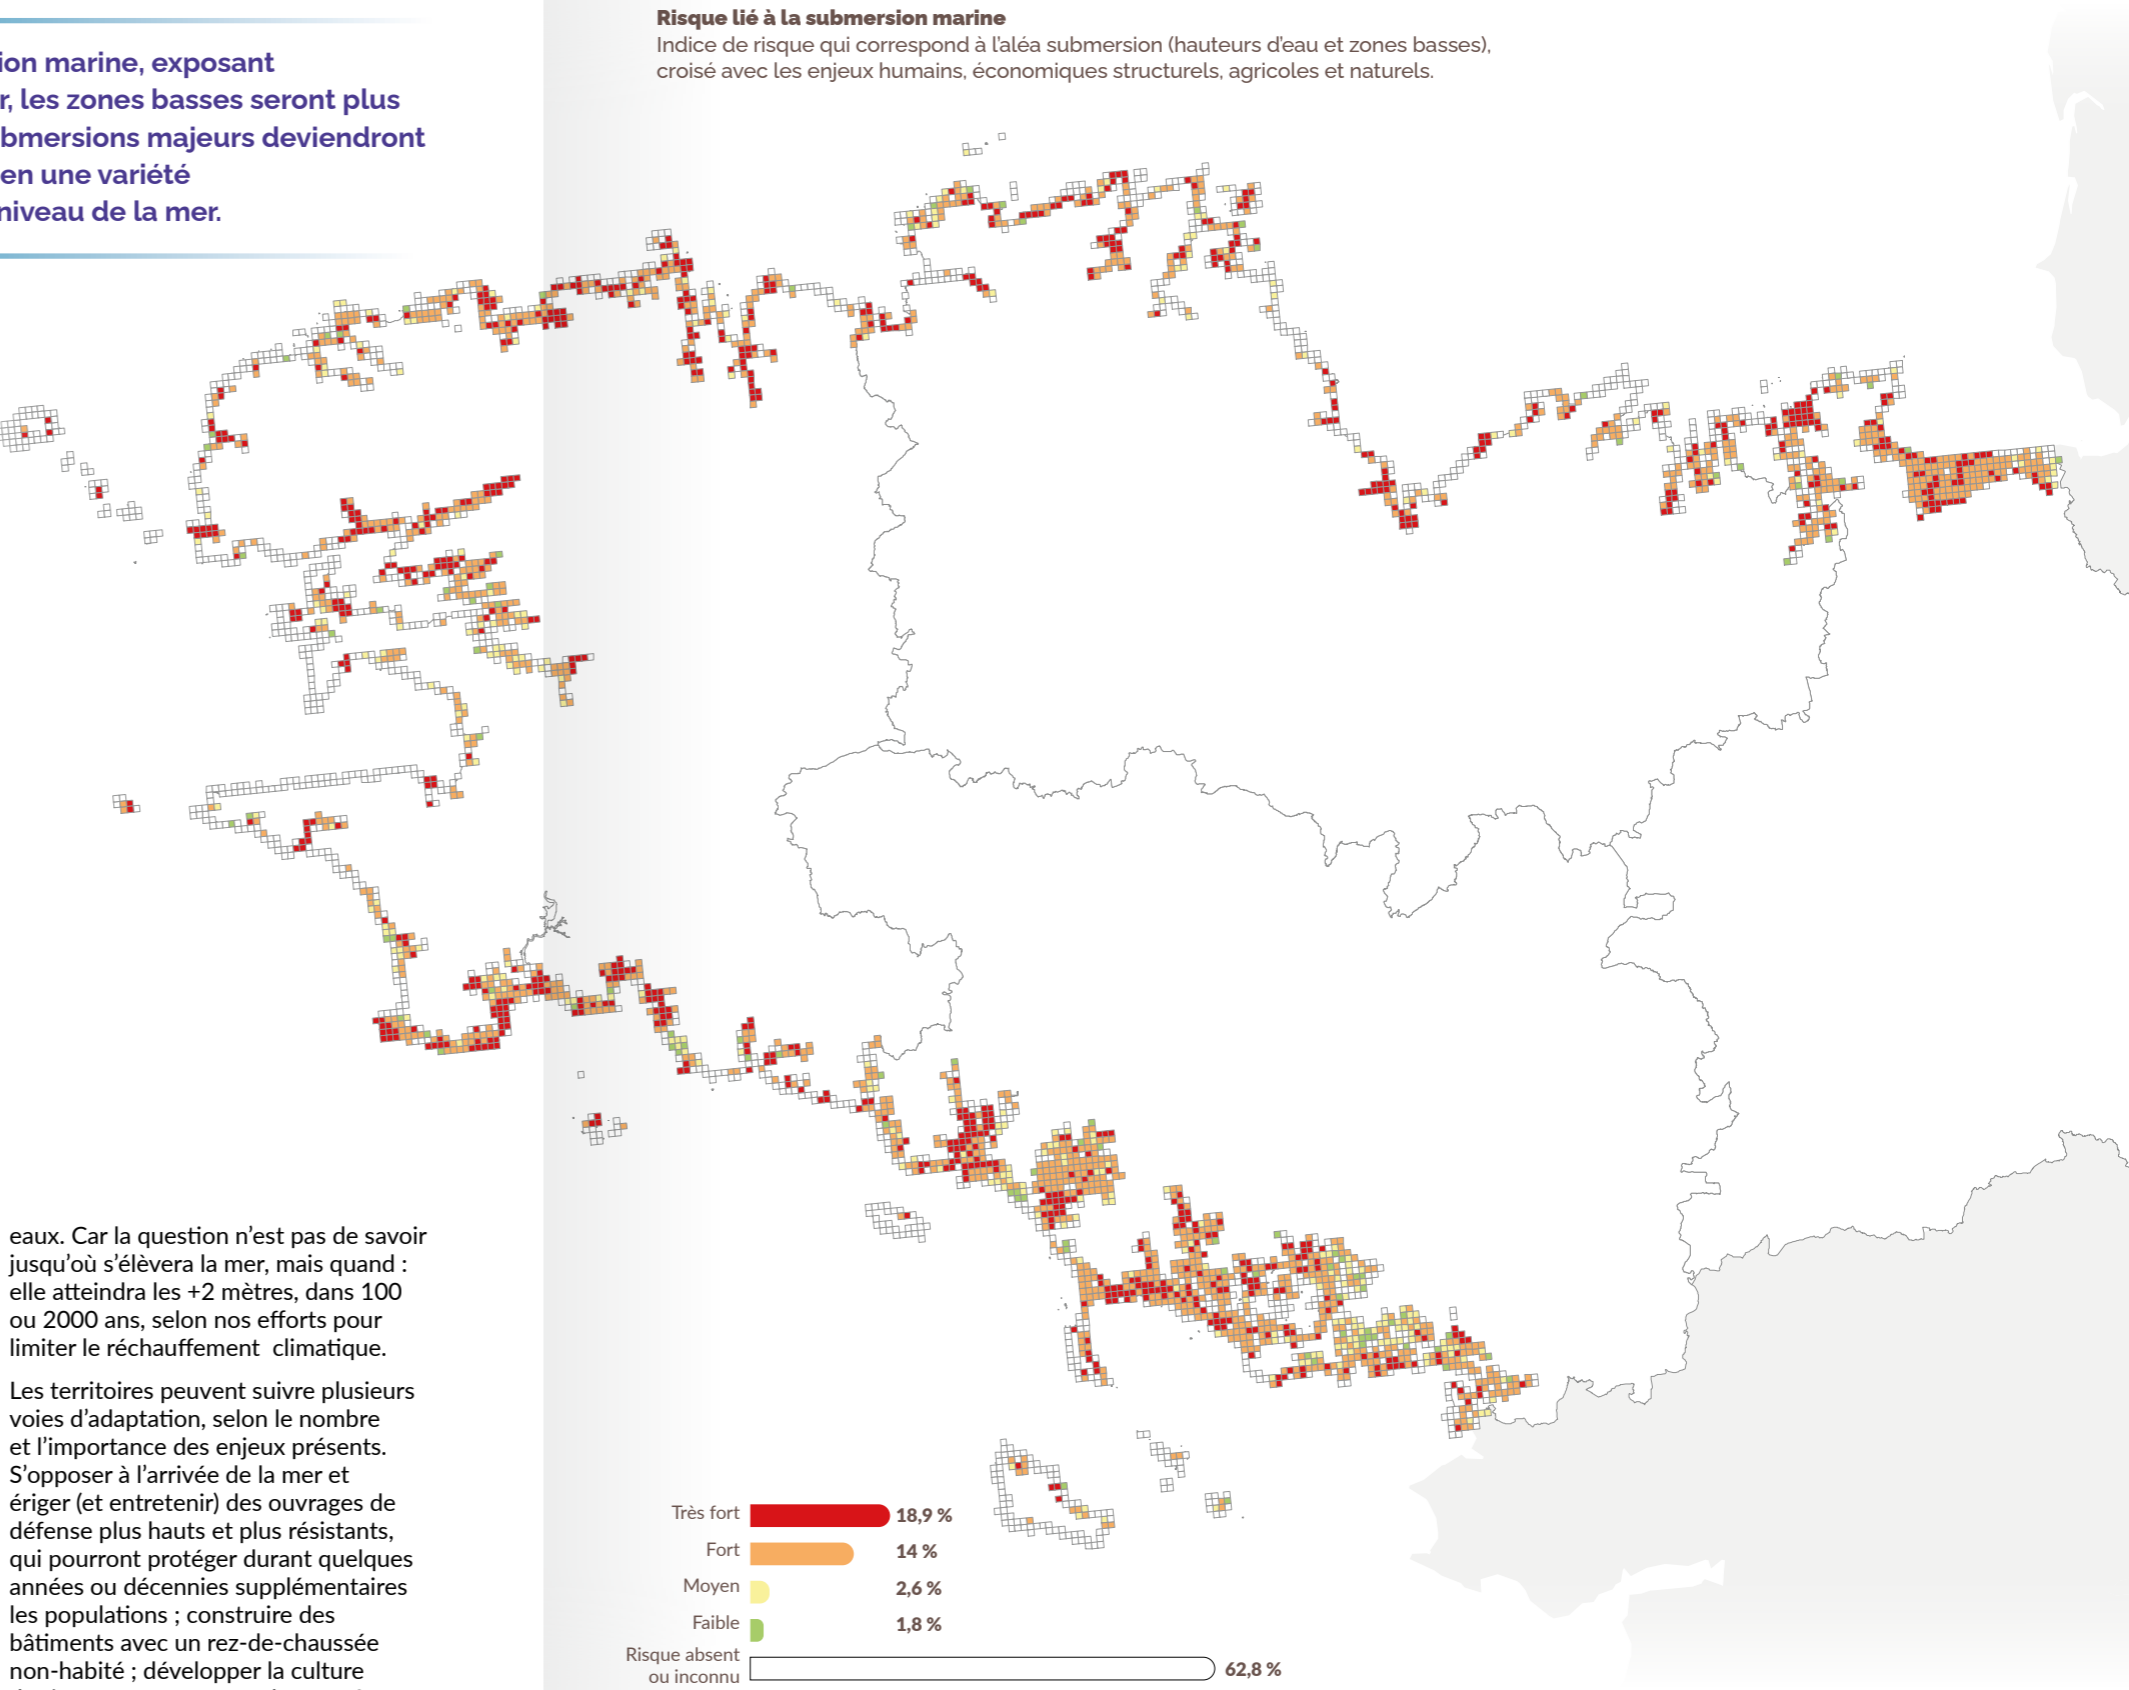 ion marine, exposant
r, les zones basses seront plus
bmersions majeurs deviendront
en une variété
niveau de la mer.
Risque lié à la submersion marine
Indice de risque qui correspond à l'aléa submersion (hauteurs d'eau et zones basses),
croisé avec les enjeux humains, économiques structurels, agricoles et naturels.
eaux. Car la question n'est pas de savoir
jusqu'où s'élèvera la mer, mais quand :
elle atteindra les +2 mètres, dans 100
ou 2000 ans, selon nos efforts pour
limiter le réchauffement climatique.
Les territoires peuvent suivre plusieurs
voies d'adaptation, selon le nombre
et l'importance des enjeux présents.
S'opposer à l'arrivée de la mer et
ériger (et entretenir) des ouvrages de
défense plus hauts et plus résistants,
qui pourront protéger durant quelques
années ou décennies supplémentaires
les populations ; construire des
bâtiments avec un rez-de-chaussée
non-habité ; développer la culture
Très fort 18,9 %
Fort 14 %
Moyen 2,6 %
Faible 1,8 %
Risque absent
ou inconnu 62,8 %